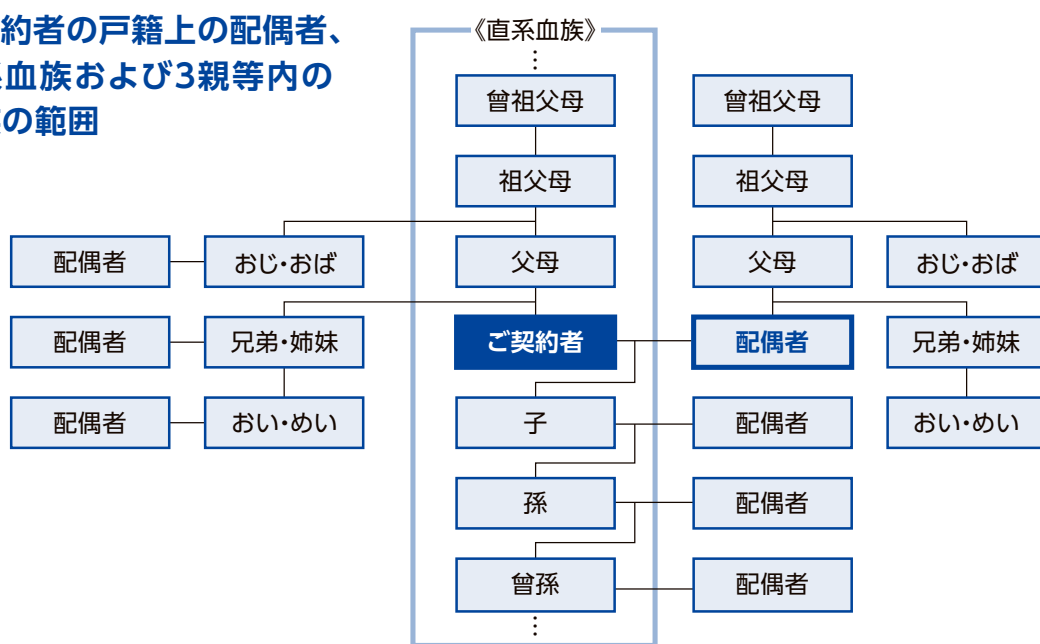 約者の戸籍上の配偶者、
血族および3親等内の
の範囲
《直系血族》
⋮
曾祖父母 曾祖父母
祖父母 祖父母
配偶者 おじ・おば 父母 父母 おじ・おば
配偶者 兄弟・姉妹 ご契約者 配偶者 兄弟・姉妹
配偶者 おい・めい 子 配偶者 おい・めい
孫 配偶者
曾孫 配偶者
⋮